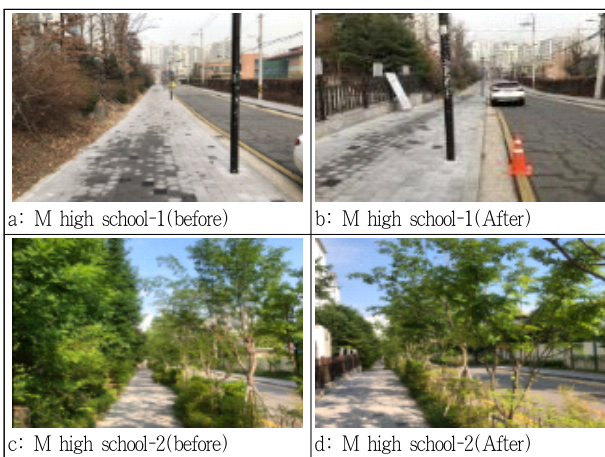 a: M high school-1(before)
b: M high school-1(After)
c: M high school-2(before)
d: M high school-2(After)